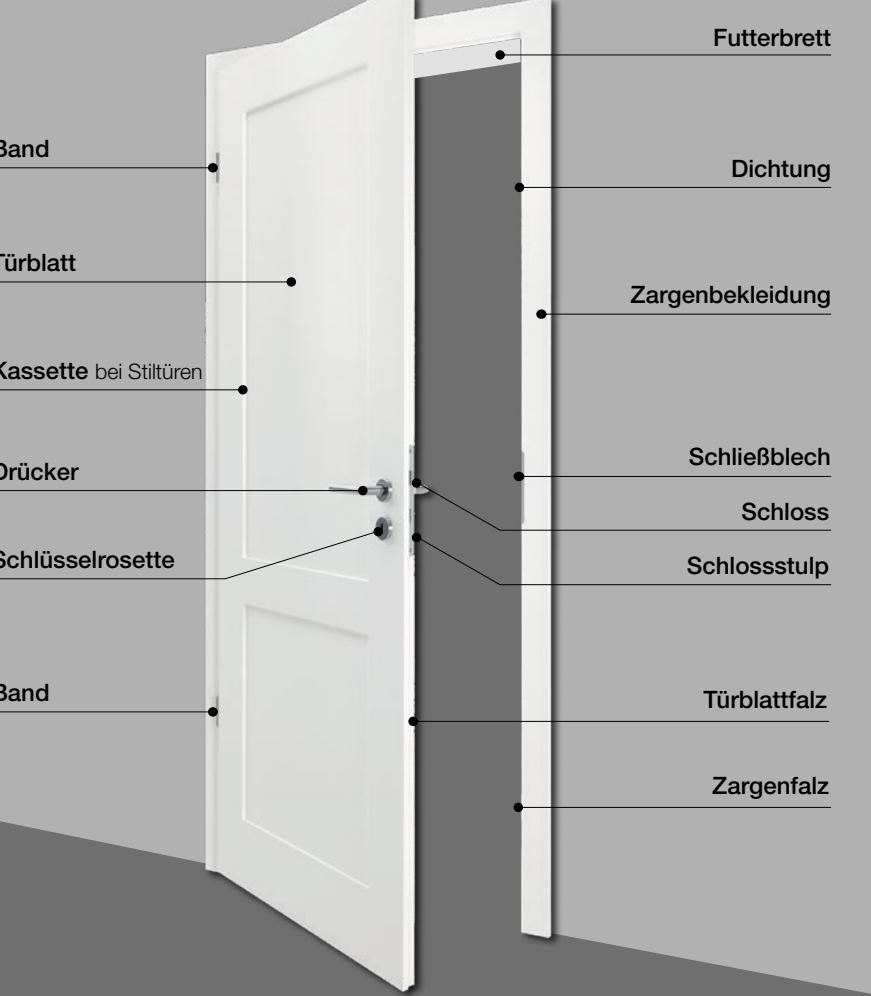 Futterbrett
Band
Dichtung
Türblatt
Zargenbekleidung
Kassette bei Stiltüren
Schließblech
Drücker
Schloss
Schlüsselrosette
Schlossstulp
Band
Türblattfalz
Zargenfalz